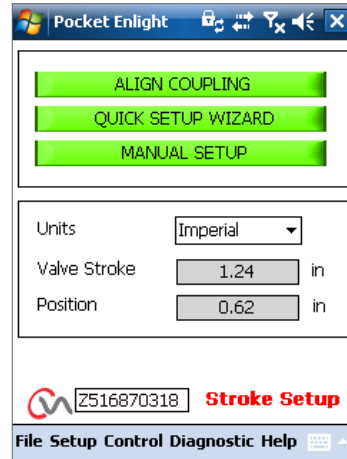 Pocket Enlight
ALIGN COUPLING
QUICK SETUP WIZARD
MANUAL SETUP
Units Imperial
Valve Stroke 1.24 in
Position 0.62 in
Z516870318 Stroke Setup
File Setup Control Diagnostic Help